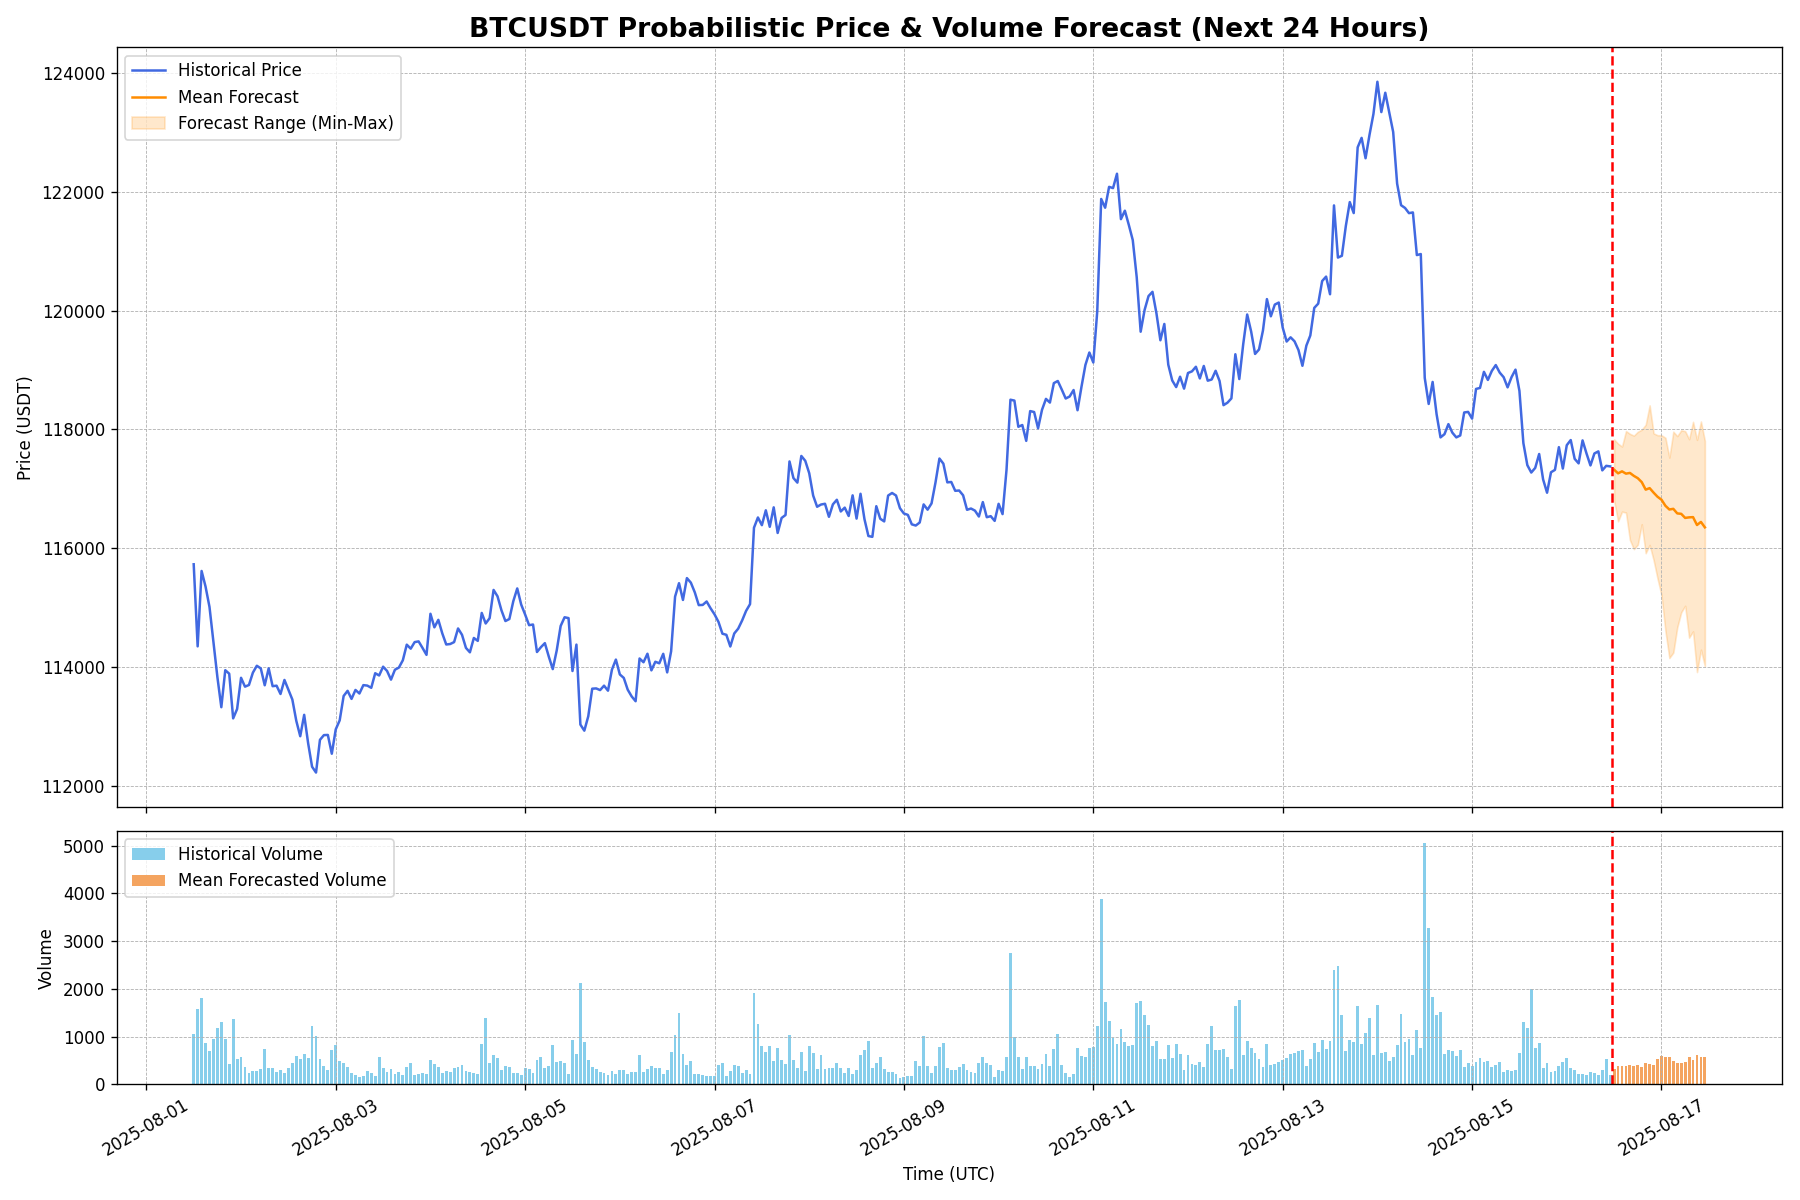 BTCUSDT Probabilistic Price & Volume Forecast (Next 24 Hours)
Historical Price
Mean Forecast
Forecast Range (Min-Max)
Price (USDT)
124000
122000
120000
118000
116000
114000
112000
Historical Volume
Mean Forecasted Volume
Volume
5000
4000
3000
2000
1000
0
2025-08-01
2025-08-03
2025-08-05
2025-08-07
2025-08-09
2025-08-11
2025-08-13
2025-08-15
2025-08-17
Time (UTC)